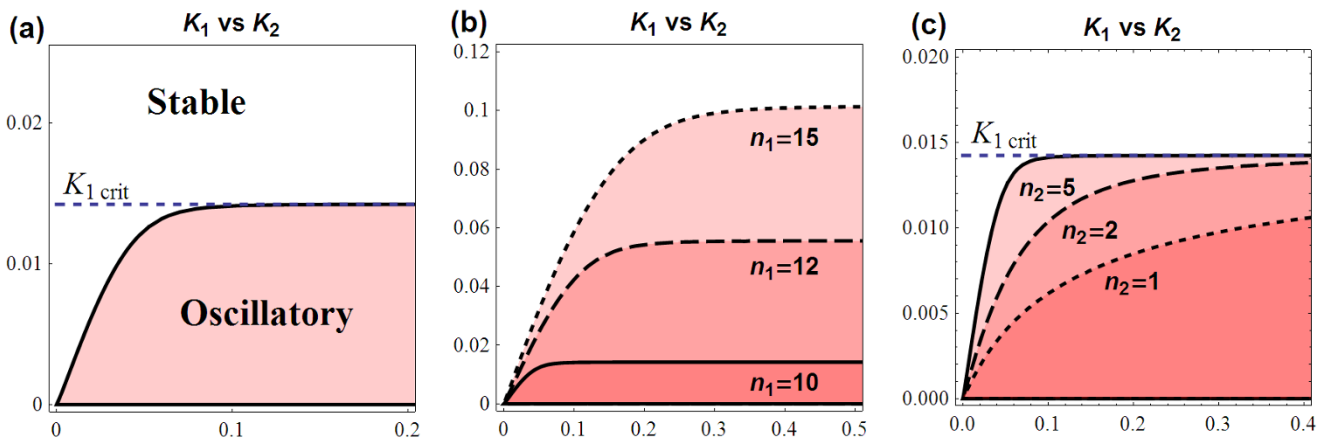 (a)
K1 vs K2
Stable
0.02
K1 crit
0.01
Oscillatory
0
0
0.1
0.2
(b)
K1 vs K2
0.12
0.1
n1=15
0.08
0.06
n1=12
0.04
0.02
n1=10
0
0.0
0.1
0.2
0.3
0.4
0.5
(c)
K1 vs K2
0.020
0.015
K1 crit
n2=5
0.010
n2=2
n2=1
0.005
0.000
0.0
0.1
0.2
0.3
0.4